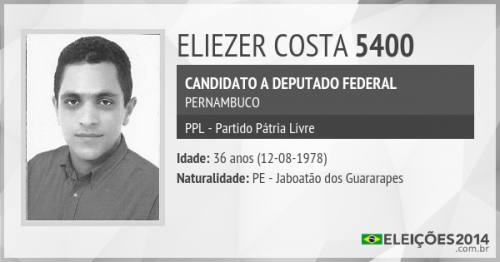 ELIEZER COSTA 5400
CANDIDATO A DEPUTADO FEDERAL
PERNAMBUCO
PPL - Partido Pátria Livre
Idade: 36 anos (12-08-1978)
Naturalidade: PE - Jaboatão dos Guararapes
ELEIÇÕES2014
.com.br